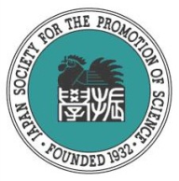 JAPAN SOCIETY FOR THE PROMOTION OF SCIENCE
· FOUNDED 1932 ·
學振